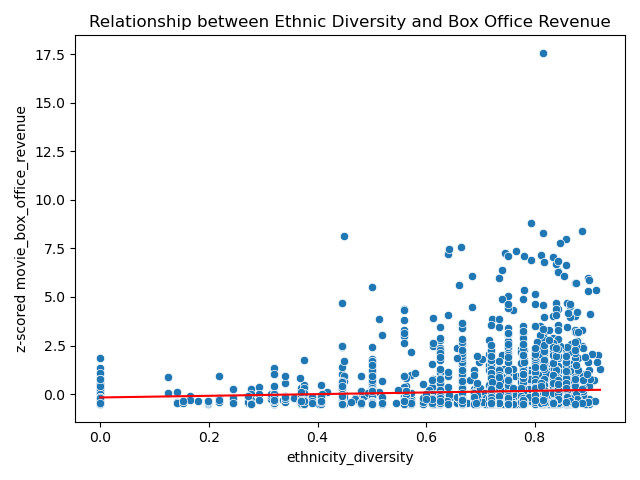 Relationship between Ethnic Diversity and Box Office Revenue
17.5
15.0
12.5
10.0
7.5
5.0
2.5
0.0
z-scored movie_box_office_revenue
0.0 0.2 0.4 0.6 0.8
ethnicity_diversity